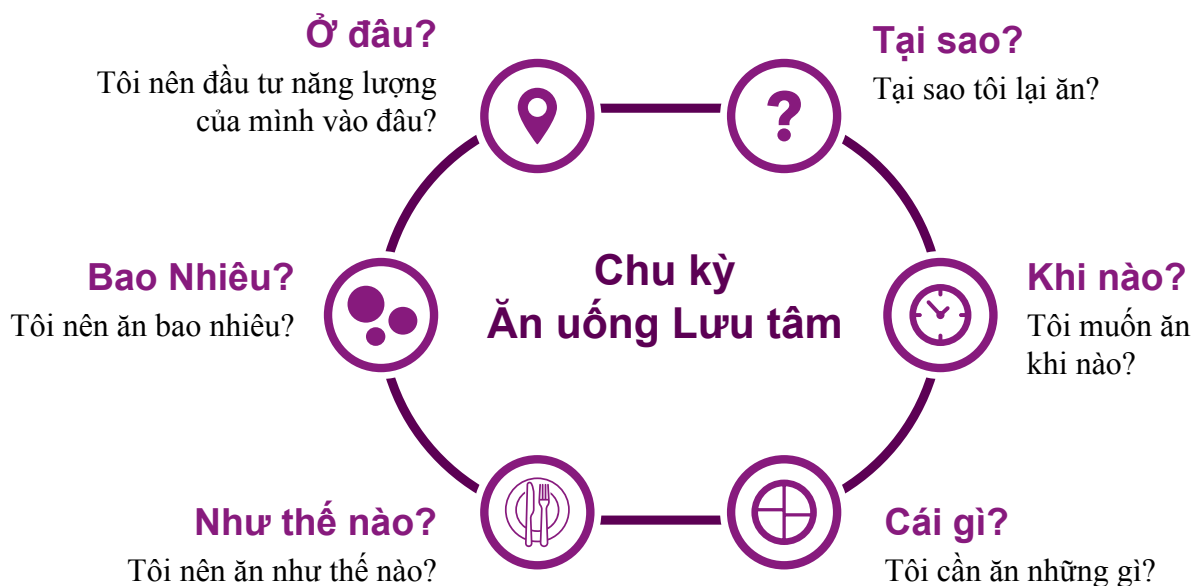 Ở đâu?
Tôi nên đầu tư năng lượng
của mình vào đâu?
Tại sao?
Tại sao tôi lại ăn?
?
Bao Nhiêu?
Tôi nên ăn bao nhiêu?
Chu kỳ
Ăn uống Lưu tâm
Khi nào?
Tôi muốn ăn
khi nào?
Như thế nào?
Tôi nên ăn như thế nào?
Cái gì?
Tôi cần ăn những gì?